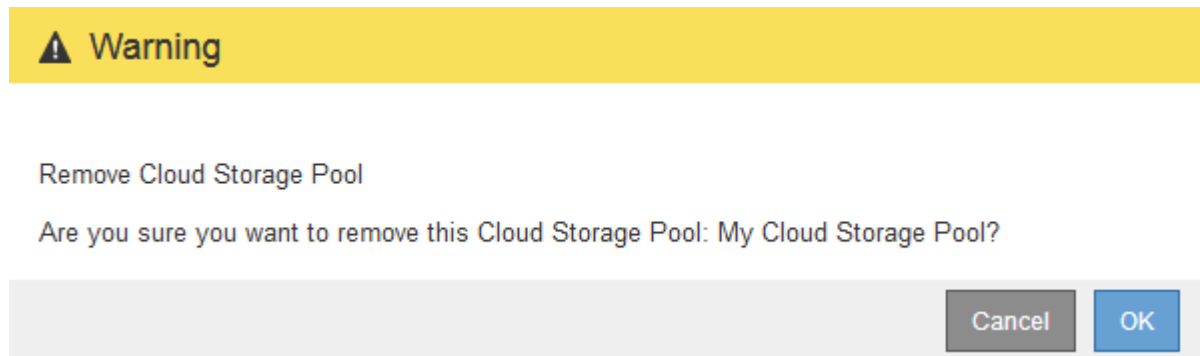 Warning
Remove Cloud Storage Pool
Are you sure you want to remove this Cloud Storage Pool: My Cloud Storage Pool?
Cancel
OK